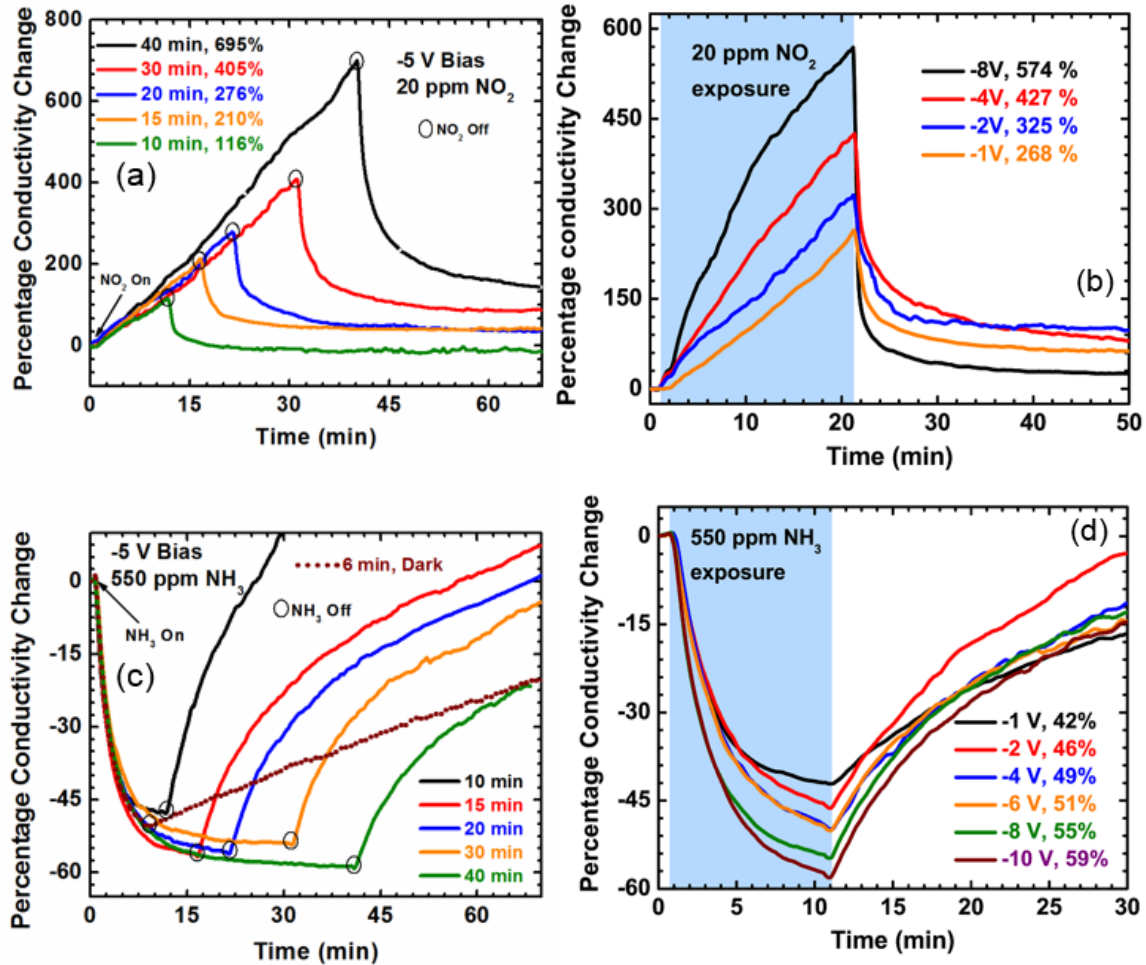 Percentage Conductivity Change
800
600
400
200
0
40 min, 695%
30 min, 405%
20 min, 276%
15 min, 210%
10 min, 116%
-5 V Bias
20 ppm NO₂
NO₂ Off
(a)
NO₂ On
0 15 30 45 60
Time (min)
Percentage conductivity Change
600
450
300
150
0
20 ppm NO₂
exposure
-8V, 574 %
-4V, 427 %
-2V, 325 %
-1V, 268 %
(b)
0 10 20 30 40 50
Time (min)
Percentage Conductivity Change
0
-15
-30
-45
-60
-5 V Bias
550 ppm NH₃
6 min, Dark
NH₃ Off
NH₃ On
(c)
10 min
15 min
20 min
30 min
40 min
0 15 30 45 60
Time (min)
Percentage Conductivity Change
0
-15
-30
-45
-60
550 ppm NH₃
exposure
(d)
-1 V, 42%
-2 V, 46%
-4 V, 49%
-6 V, 51%
-8 V, 55%
-10 V, 59%
0 5 10 15 20 25 30
Time (min)